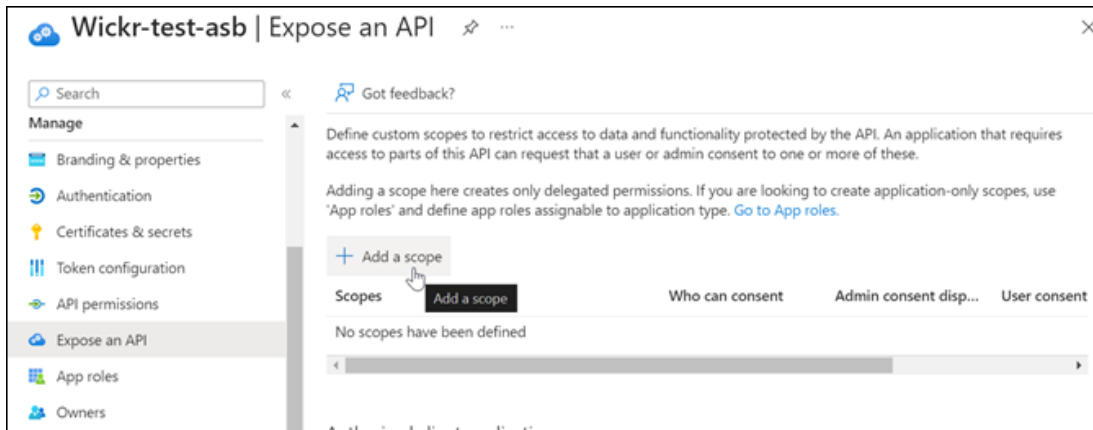 Wickr-test-asb | Expose an API
Search
Got feedback?
Manage
Branding & properties
Authentication
Certificates & secrets
Token configuration
API permissions
Expose an API
App roles
Owners
Define custom scopes to restrict access to data and functionality protected by the API. An application that requires
access to parts of this API can request that a user or admin consent to one or more of these.
Adding a scope here creates only delegated permissions. If you are looking to create application-only scopes, use
'App roles' and define app roles assignable to application type. Go to App roles.
Add a scope
Scopes Who can consent Admin consent disp... User consent
Add a scope
No scopes have been defined